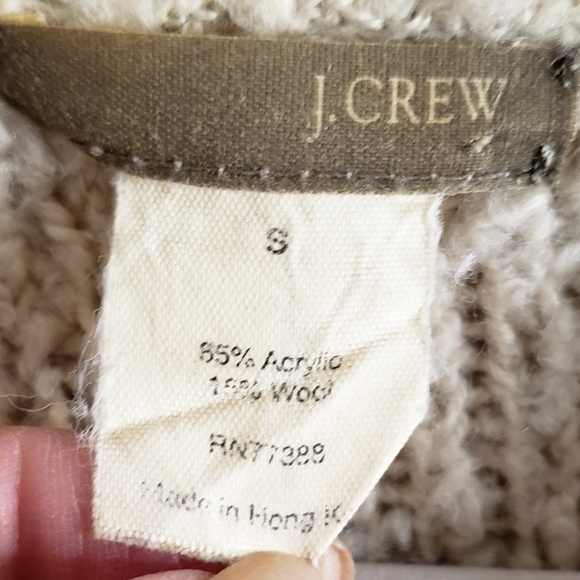 J.CREW
S
85% Acrylic
15% Wool
RN77388
Made in Hong K